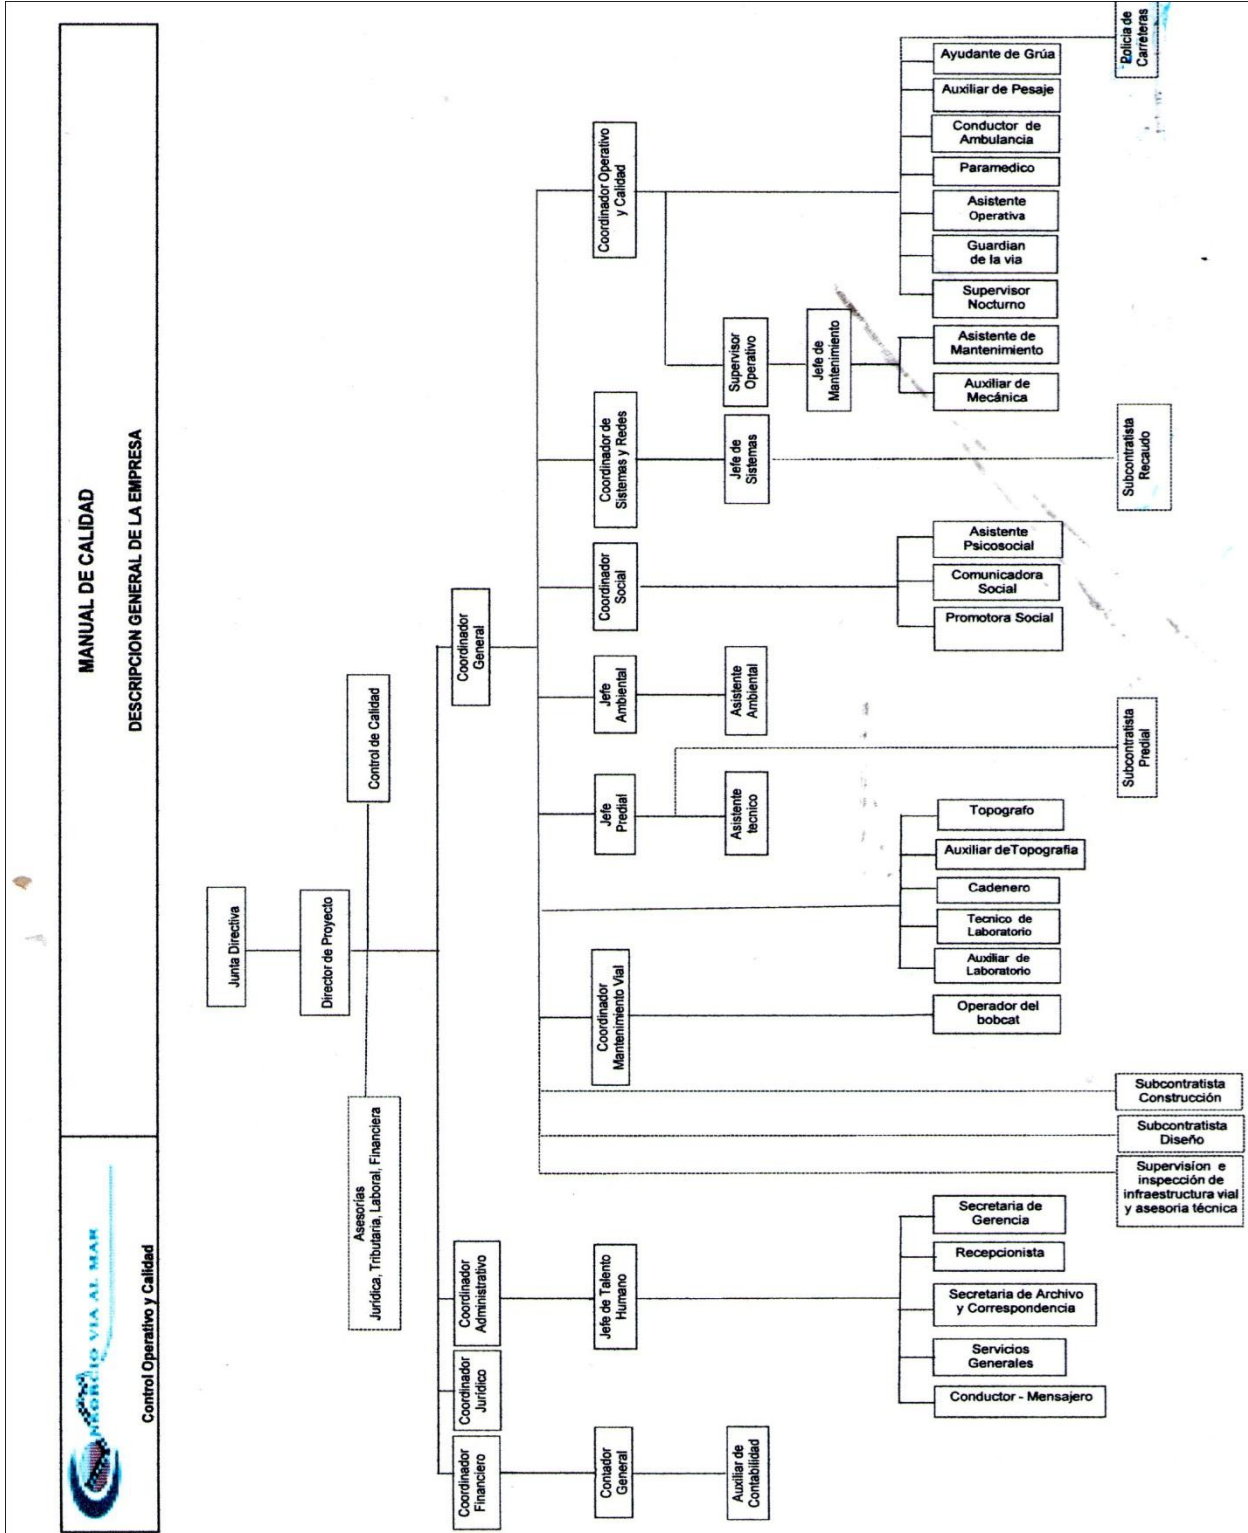 MANUAL DE CALIDAD
DESCRIPCION GENERAL DE LA EMPRESA
VIA AL MAR
Control Operativo y Calidad
Junta Directiva
Director de Proyecto
Asesorías
Jurídica, Tributaria, Laboral, Financiera
Control de Calidad
Coordinador
Financiero
Coordinador
Jurídico
Coordinador
Administrativo
Coordinador
General
Contador
General
Jefe de Talento
Humano
Coordinador
Mantenimiento Vial
Jefe
Predial
Jefe
Ambiental
Coordinador
Social
Coordinador de
Sistemas y Redes
Coordinador Operativo
y Calidad
Auxiliar de
Contabilidad
Asistente
tecnico
Asistente
Ambiental
Jefe de
Sistemas
Supervisor
Operativo
Jefe de
Mantenimiento
Conductor - Mensajero
Servicios
Generales
Secretaria de Archivo
y Correspondencia
Recepcionista
Secretaria de
Gerencia
Operador del
bobcat
Auxiliar de
Laboratorio
Tecnico de
Laboratorio
Cadenero
Auxiliar deTopografia
Topografo
Promotora Social
Comunicadora
Social
Asistente
Psicosocial
Auxiliar de
Mecánica
Asistente de
Mantenimiento
Supervisor
Nocturno
Guardian
de la via
Asistente
Operativa
Paramedico
Conductor de
Ambulancia
Auxiliar de Pesaje
Ayudante de Grúa
Supervisíon e
inspección de
infraestructura vial
y asesoria técnica
Subcontratista
Diseño
Subcontratista
Construcción
Subcontratista
Predial
Subcontratista
Recaudo
Policia de
Carreteras